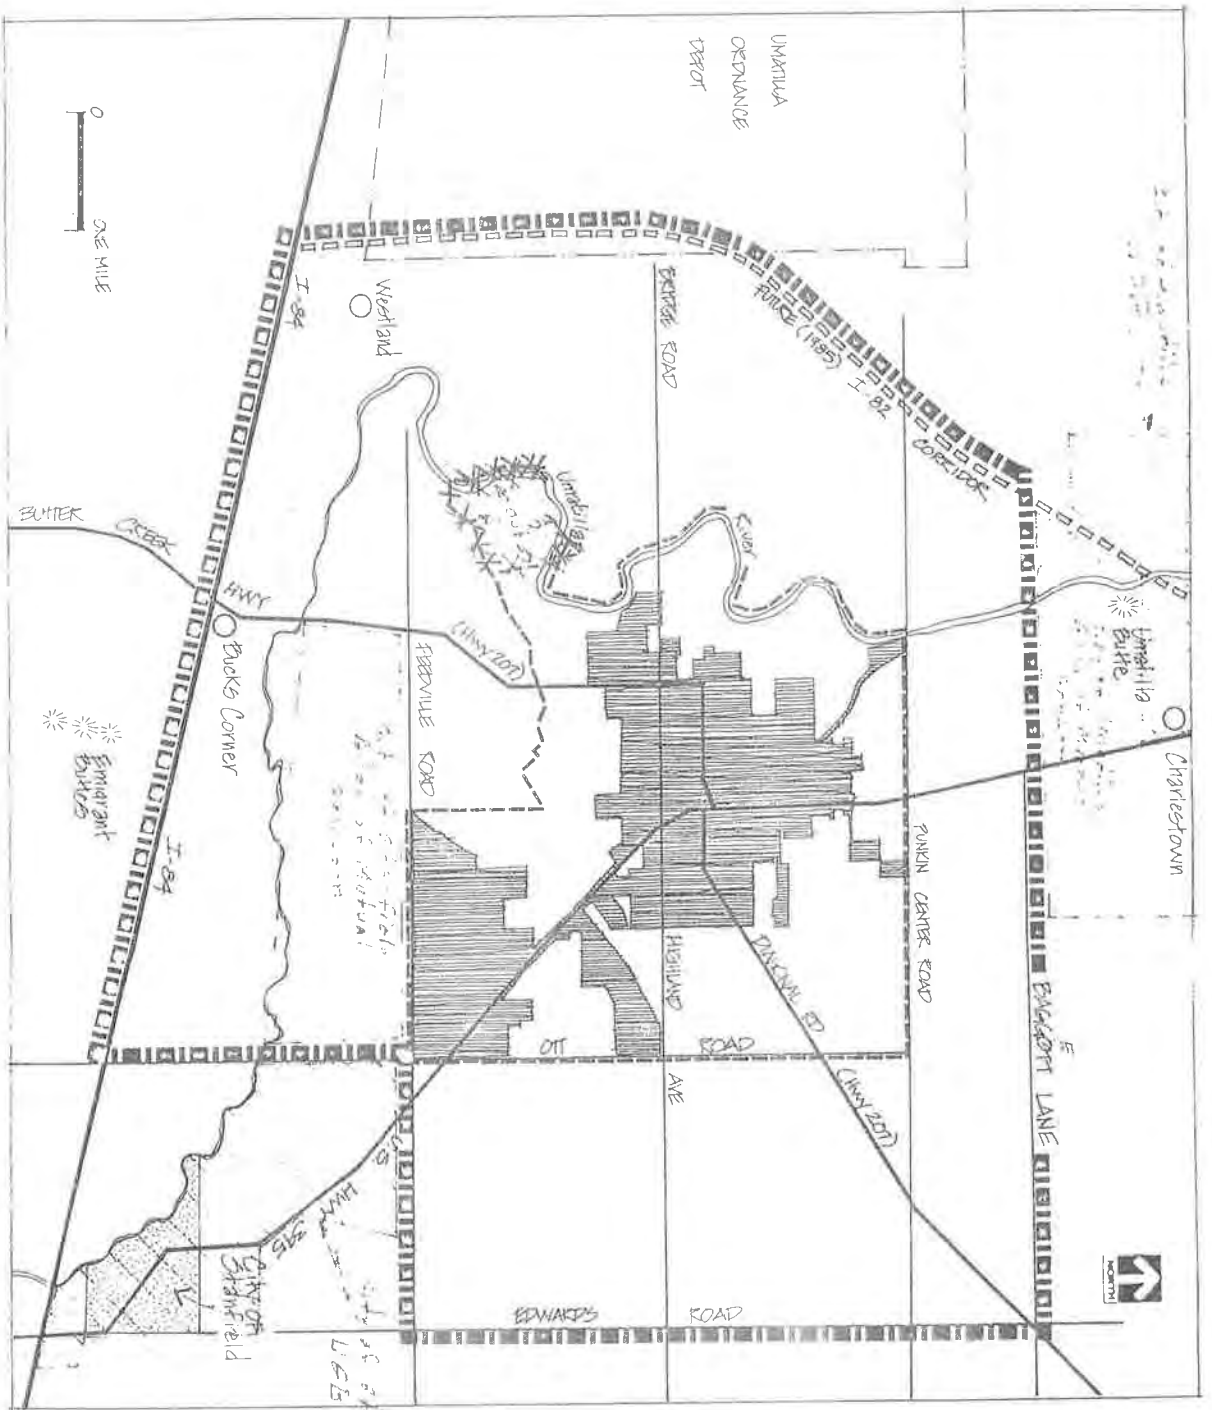 UMATILLA
ORDNANCE
DEPOT
0
ONE MILE
I-84
Westland
BRIDGE ROAD
FUTURE (1985) I-82 CORRIDOR
Umatilla
River
BUTTER CREEK HWY
(HWY 207)
FEEDVILLE ROAD
Bucks Corner
Emigrant
Buttes
I-84
Umatilla
Butte
Charlestown
PUNKIN CENTER ROAD
BAGGOTT LANE
HIGHLAND AVE
DIAGONAL RD (HWY 207)
OTT ROAD
U.S. HWY 395
City of
Stanfield
EDWARDS ROAD
NORTH